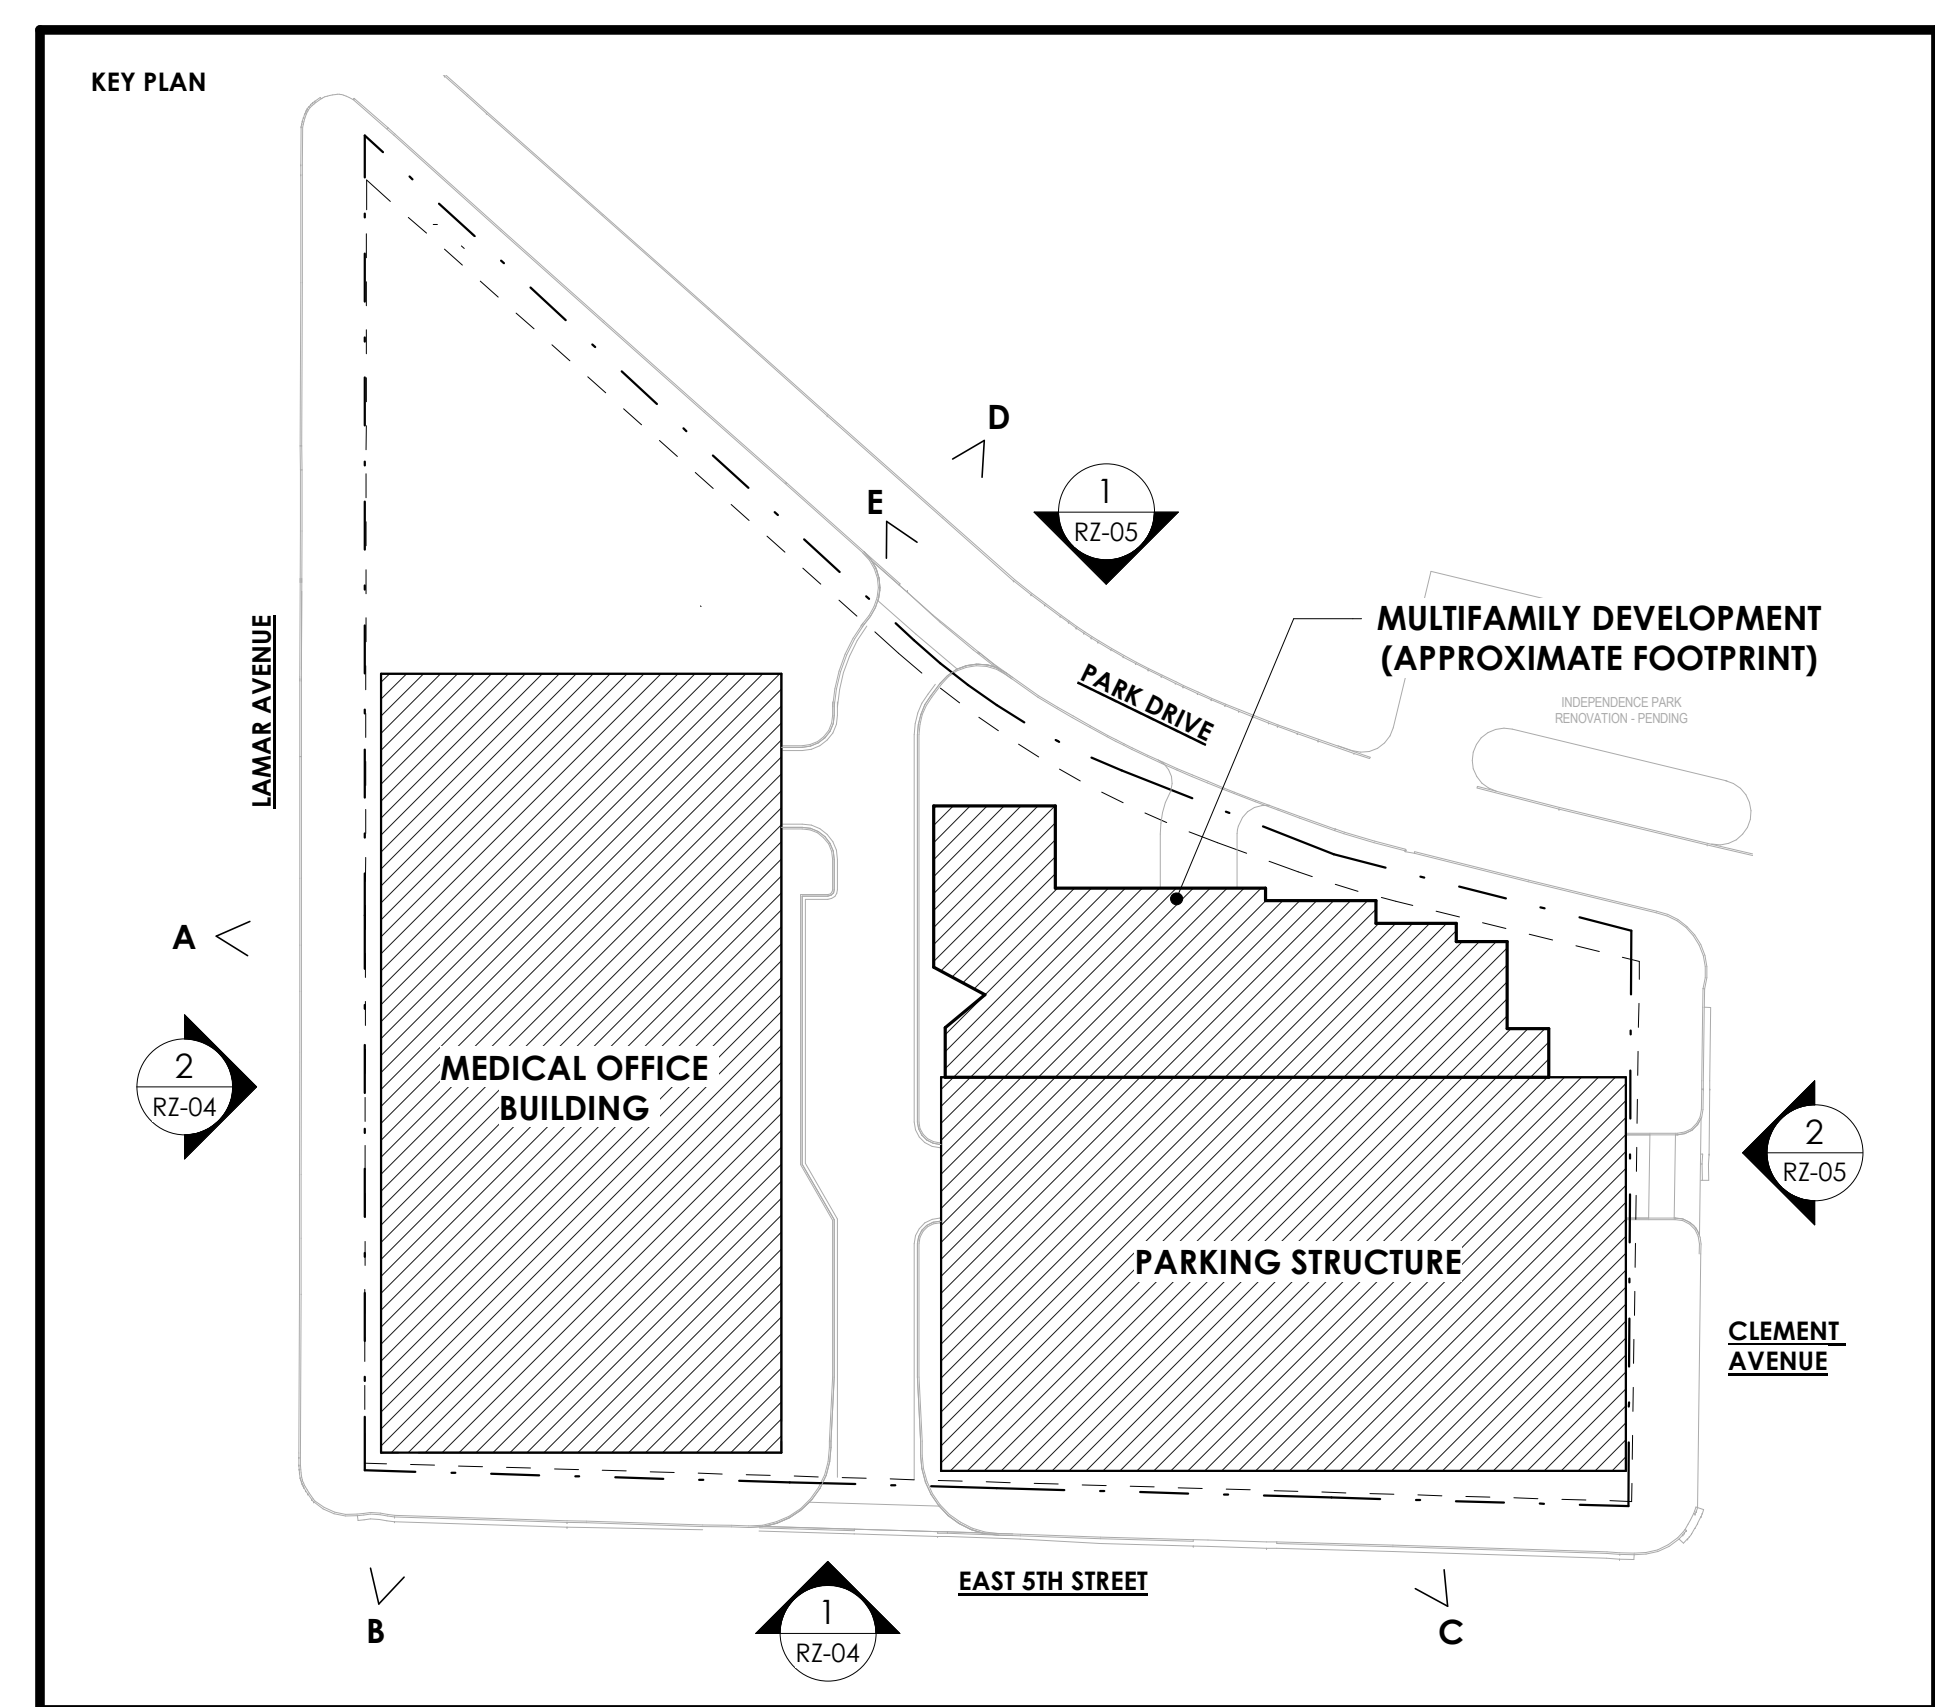 KEY PLAN
D
1
RZ-05
E
MULTIFAMILY DEVELOPMENT
(APPROXIMATE FOOTPRINT)
LAMAR AVENUE
PARK DRIVE
INDEPENDENCE PARK
RENOVATION - PENDING
A
2
RZ-04
MEDICAL OFFICE
BUILDING
2
RZ-05
PARKING STRUCTURE
CLEMENT
AVENUE
EAST 5TH STREET
B
1
RZ-04
C